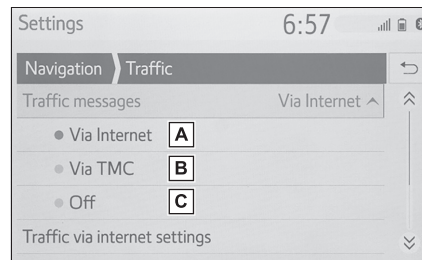 Settings 6:57
Navigation Traffic
Traffic messages Via Internet
Via Internet A
Via TMC B
Off C
Traffic via internet settings